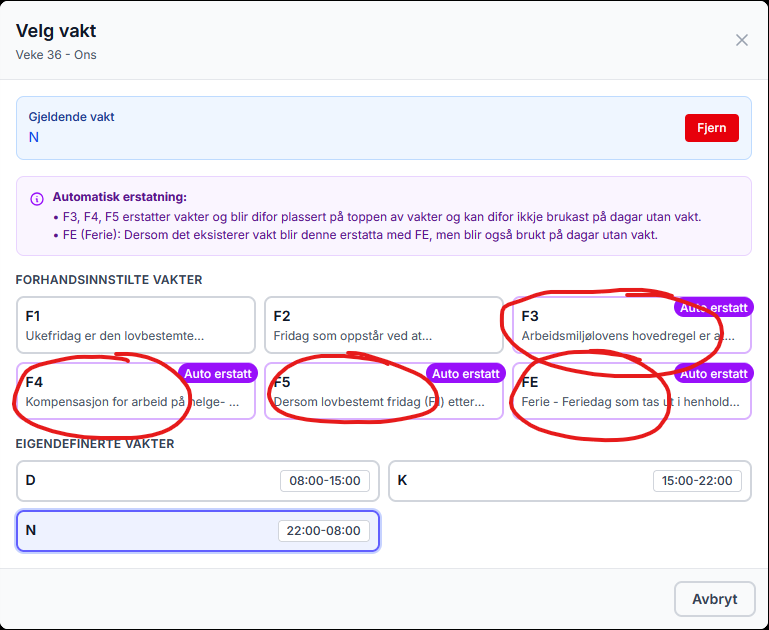 Velg vakt
Veke 36 - Ons
Gjeldende vakt
N
Fjern
Automatisk erstatning:
• F3, F4, F5 erstatter vakter og blir difor plassert på toppen av vakter og kan difor ikkje brukast på dagar utan vakt.
• FE (Ferie): Dersom det eksisterer vakt blir denne erstatta med FE, men blir også brukt på dagar utan vakt.
FORHANDSINNSTILTE VAKTER
F1
Ukefridag er den lovbestemte...
F2
Fridag som oppstår ved at...
F3
Auto erstatt
Arbeidsmiljølovens hovedregel er at...
F4
Auto erstatt
Kompensasjon for arbeid på helge- ...
F5
Auto erstatt
Dersom lovbestemt fridag (F1) etter...
FE
Auto erstatt
Ferie - Feriedag som tas ut i henhold...
EIGENDEFINERTE VAKTER
D
08:00-15:00
K
15:00-22:00
N
22:00-08:00
Avbryt